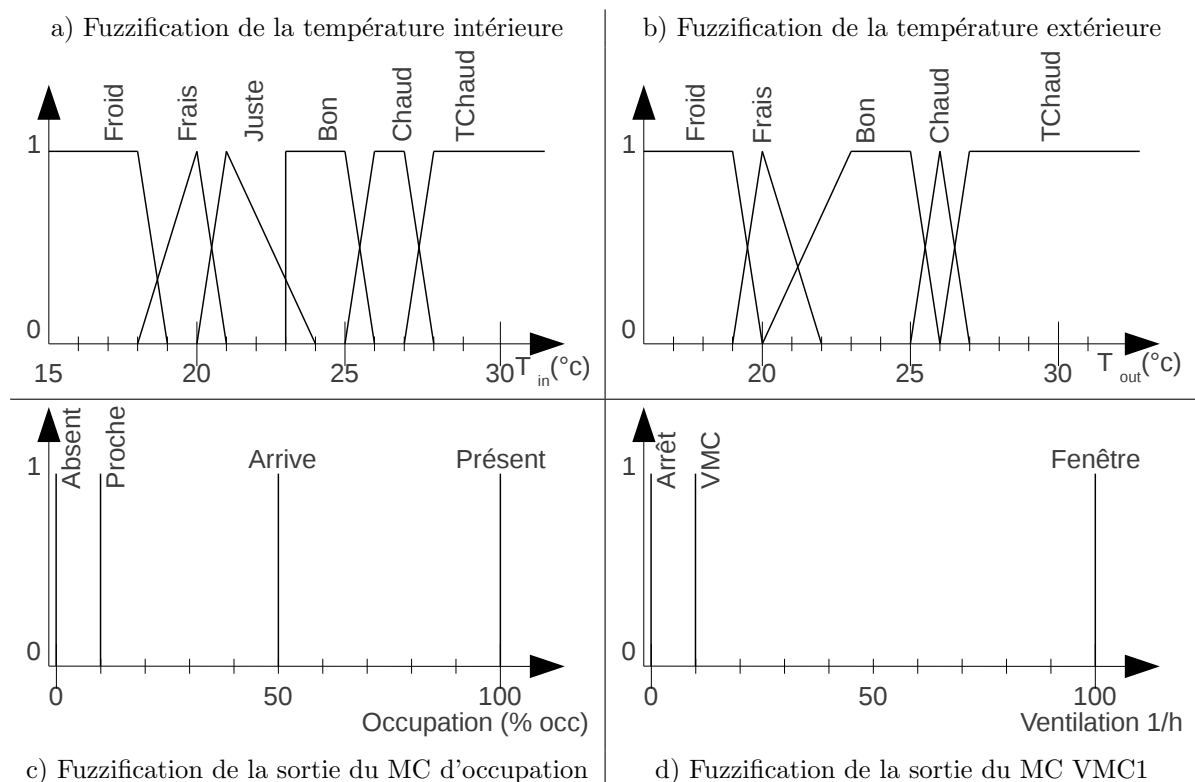 a) Fuzzification de la température intérieure
Froid
Frais
Juste
Bon
Chaud
TChaud
1
0
15
20
25
30
T in (°c)
b) Fuzzification de la température extérieure
Froid
Frais
Bon
Chaud
TChaud
1
0
20
25
30
T out (°c)
Absent
Proche
Arrive
Présent
1
0
0
50
100
Occupation (% occ)
c) Fuzzification de la sortie du MC d'occupation
Arrêt
VMC
Fenêtre
1
0
0
50
100
Ventilation 1/h
d) Fuzzification de la sortie du MC VMC1